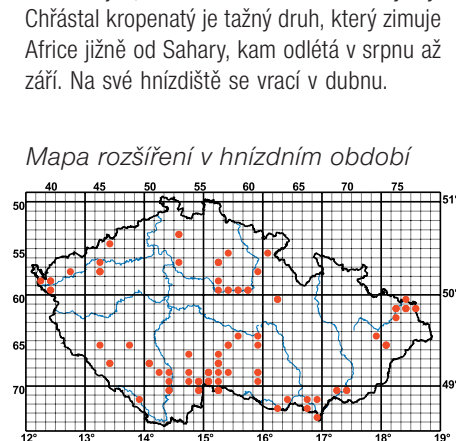 Chřástal kropenatý je tažný druh, který zimuje
Africe jižně od Sahary, kam odlétá v srpnu až
září. Na své hnízdiště se vrací v dubnu.
Mapa rozšíření v hnízdním období
40 45 50 55 60 65 70 75
50 51°
55
60 50°
65
70 49°
12° 13° 14° 15° 16° 17° 18° 19°